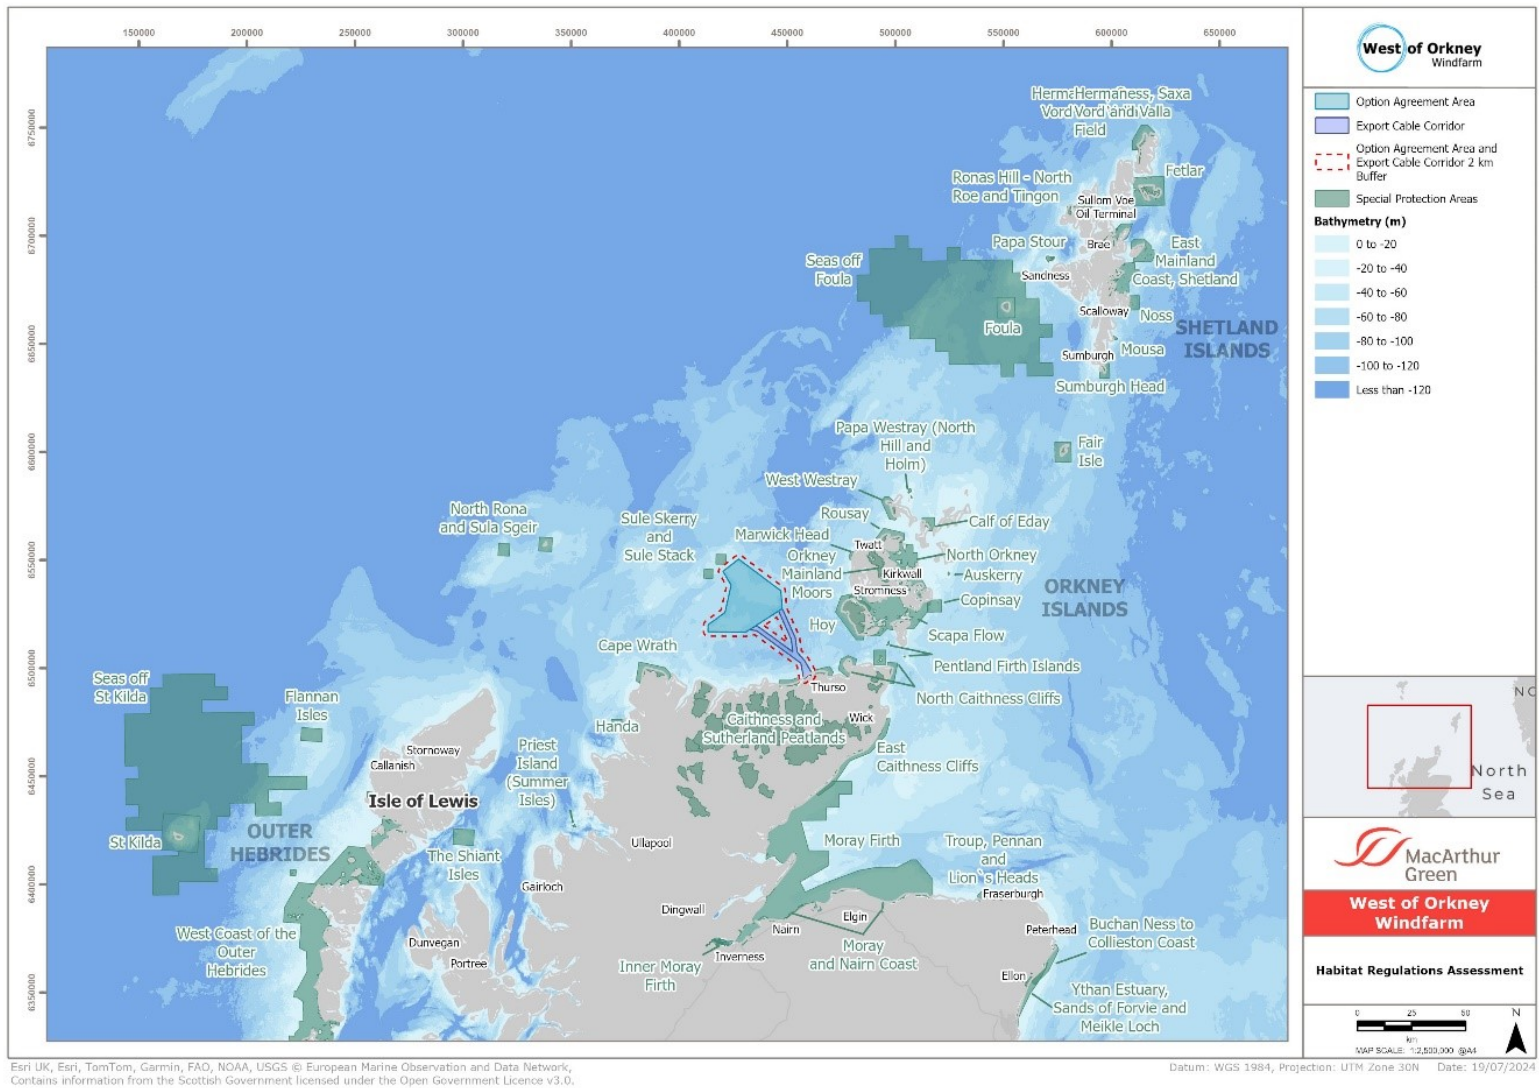 150000 200000 250000 300000 350000 400000 450000 500000 550000 600000 650000
6750000
6700000
6650000
6600000
6550000
6500000
6450000
6400000
6350000
Hermaness, Saxa
Vord and Valla
Field
Fetlar
Ronas Hill - North
Roe and Tingon
Sullom Voe
Oil Terminal
Papa Stour
Brae
East
Mainland
Coast, Shetland
Seas off
Foula
Sandness
Foula
Scalloway
Noss
SHETLAND
ISLANDS
Mousa
Sumburgh
Sumburgh Head
Papa Westray (North
Hill and
Holm)
Fair
Isle
West Westray
North Rona
and Sula Sgeir
Sule Skerry
and
Sule Stack
Rousay
Calf of Eday
Marwick Head
Twatt
Orkney
Mainland
Moors
North Orkney
Kirkwall
Auskerry
Stromness
Copinsay
ORKNEY
ISLANDS
Hoy
Scapa Flow
Cape Wrath
Pentland Firth Islands
Thurso
North Caithness Cliffs
Seas off
St Kilda
Flannan
Isles
Handa
Caithness and
Sutherland Peatlands
Wick
Stornoway
Callanish
Priest
Island
(Summer
Isles)
East
Caithness Cliffs
Isle of Lewis
St Kilda
OUTER
HEBRIDES
The Shiant
Isles
Ullapool
Moray Firth
Troup, Pennan
and
Lion`s Heads
Gairloch
Fraserburgh
Dingwall
Elgin
Nairn
West Coast of the
Outer
Hebrides
Dunvegan
Portree
Inverness
Inner Moray
Firth
Moray
and Nairn Coast
Peterhead
Buchan Ness to
Collieston Coast
Ellon
Ythan Estuary,
Sands of Forvie and
Meikle Loch
West of Orkney
Windfarm
Option Agreement Area
Export Cable Corridor
Option Agreement Area and
Export Cable Corridor 2 km
Buffer
Special Protection Areas
Bathymetry (m)
0 to -20
-20 to -40
-40 to -60
-60 to -80
-80 to -100
-100 to -120
Less than -120
North
Sea
MacArthur
Green
West of Orkney
Windfarm
Habitat Regulations Assessment
0 25 50
km
MAP SCALE: 1:2,500,000 @A4
N
Esri UK, Esri, TomTom, Garmin, FAO, NOAA, USGS © European Marine Observation and Data Network,
Contains information from the Scottish Government licensed under the Open Government Licence v3.0.
Datum: WGS 1984, Projection: UTM Zone 30N Date: 19/07/2024